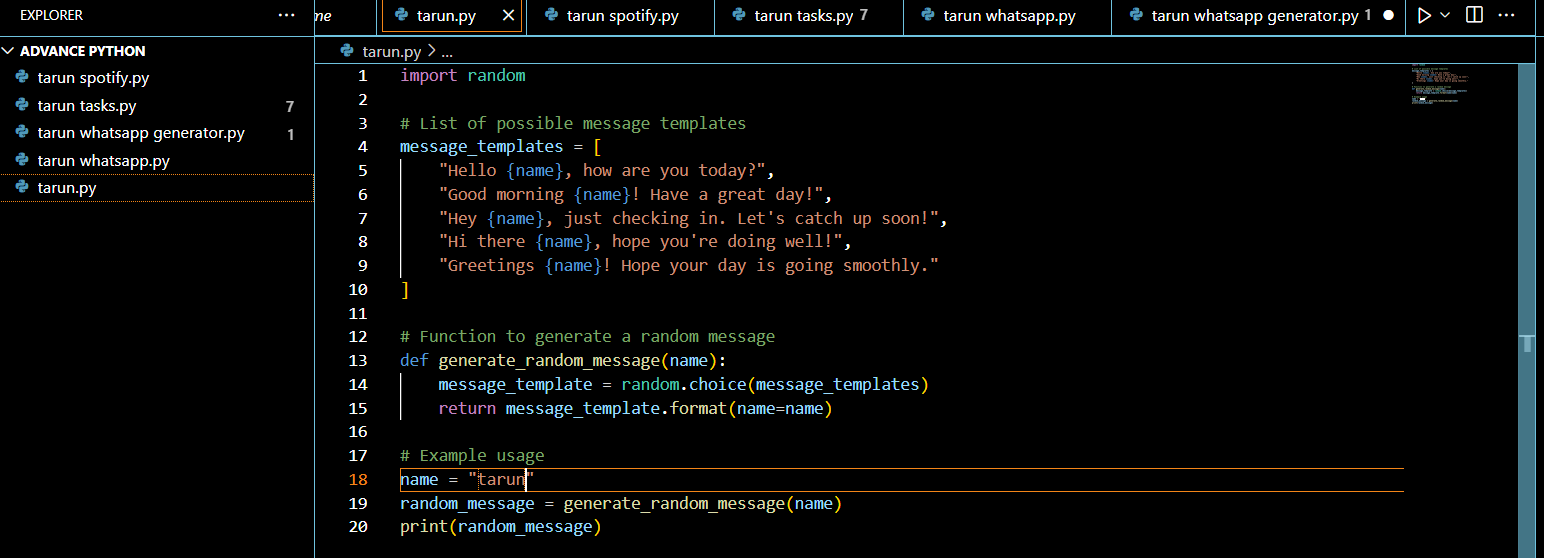 EXPLORER ...
me tarun.py tarun spotify.py tarun tasks.py 7 tarun whatsapp.py tarun whatsapp generator.py 1
ADVANCE PYTHON
tarun spotify.py
tarun tasks.py 7
tarun whatsapp generator.py 1
tarun whatsapp.py
tarun.py
tarun.py > ...
1 import random
2
3 # List of possible message templates
4 message_templates = [
5     "Hello {name}, how are you today?",
6     "Good morning {name}! Have a great day!",
7     "Hey {name}, just checking in. Let's catch up soon!",
8     "Hi there {name}, hope you're doing well!",
9     "Greetings {name}! Hope your day is going smoothly."
10 ]
11
12 # Function to generate a random message
13 def generate_random_message(name):
14     message_template = random.choice(message_templates)
15     return message_template.format(name=name)
16
17 # Example usage
18 name = "tarun"
19 random_message = generate_random_message(name)
20 print(random_message)